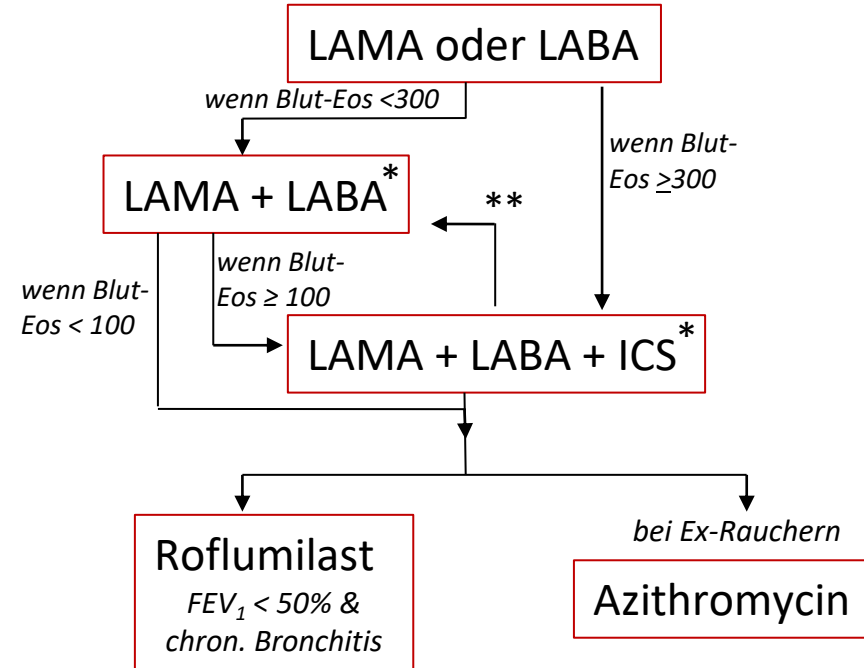 LAMA oder LABA
wenn Blut-Eos <300
wenn Blut-
Eos ≥300
LAMA + LABA*
**
wenn Blut-
Eos ≥ 100
wenn Blut-
Eos < 100
LAMA + LABA + ICS*
Roflumilast
FEV₁ < 50% &
chron. Bronchitis
bei Ex-Rauchern
Azithromycin